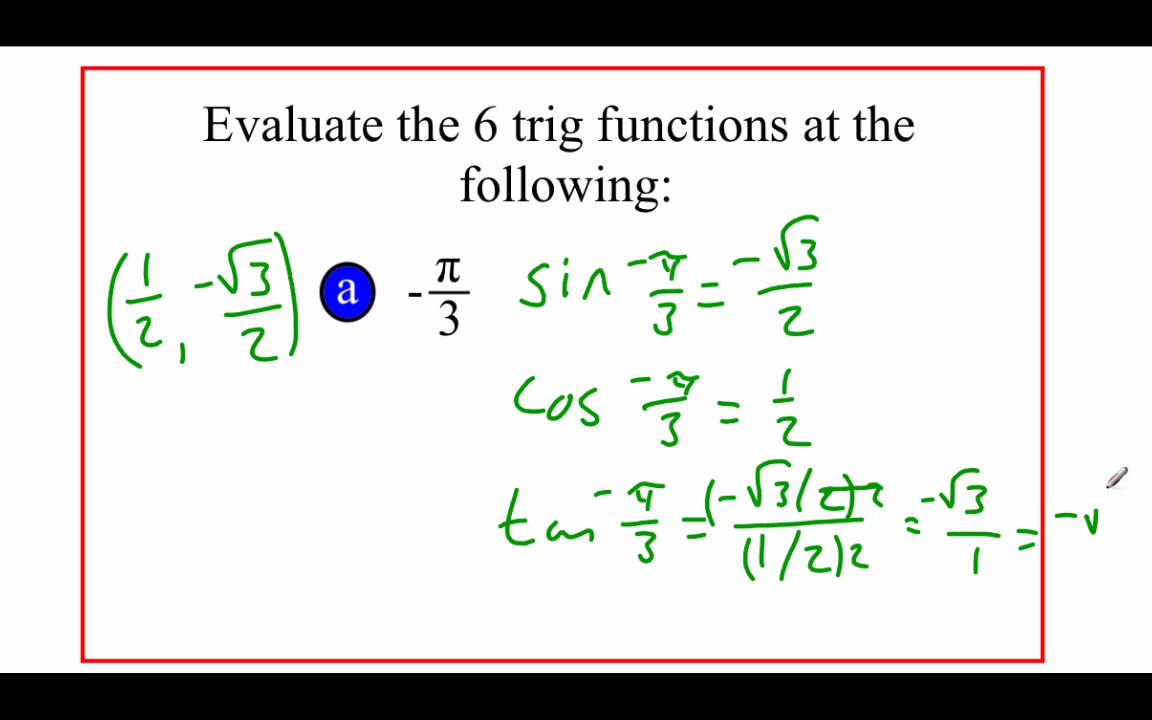 Evaluate the 6 trig functions at the
following:
(1/2, -√3/2) a -π/3 sin -π/3 = -√3/2
cos -π/3 = 1/2
tan -π/3 = (-√3/2)2/(1/2)2 = -√3/1 = -√